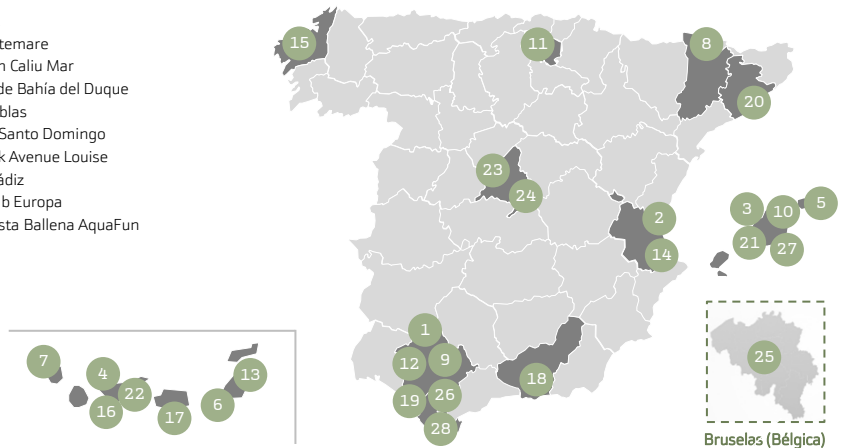 temare
n Caliu Mar
de Bahía del Duque
blas
Santo Domingo
k Avenue Louise
ádiz
b Europa
sta Ballena AquaFun
15
11
8
20
23
24
2
14
3
10
5
21
27
1
12
9
19
26
28
18
7
4
16
22
17
6
13
25
Bruselas (Bélgica)